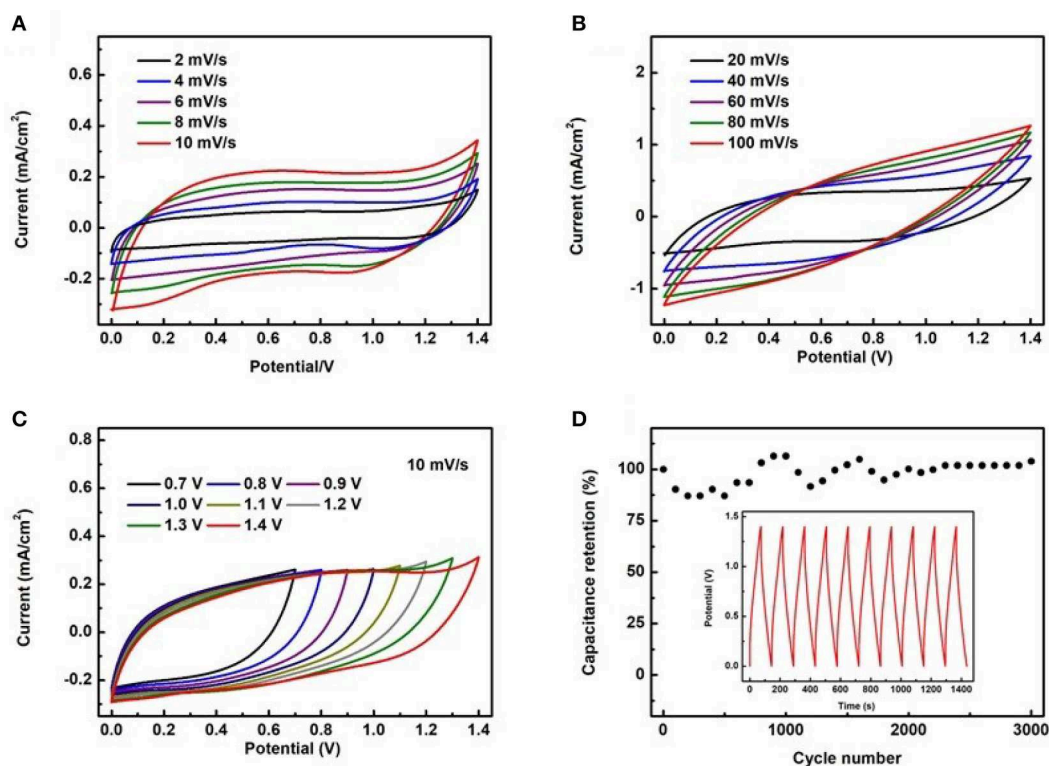 A
2 mV/s
4 mV/s
6 mV/s
8 mV/s
10 mV/s
0.6
0.4
0.2
0.0
-0.2
Current (mA/cm²)
0.0 0.2 0.4 0.6 0.8 1.0 1.2 1.4
Potential/V
B
20 mV/s
40 mV/s
60 mV/s
80 mV/s
100 mV/s
2
1
0
-1
Current (mA/cm²)
0.0 0.2 0.4 0.6 0.8 1.0 1.2 1.4
Potential (V)
C
10 mV/s
0.7 V 0.8 V 0.9 V
1.0 V 1.1 V 1.2 V
1.3 V 1.4 V
0.8
0.6
0.4
0.2
0.0
-0.2
Current (mA/cm²)
0.0 0.2 0.4 0.6 0.8 1.0 1.2 1.4
Potential (V)
D
100
75
50
25
0
Capacitance retention (%)
1.5
1.0
0.5
0.0
Potential (V)
0 200 400 600 800 1000 1200 1400
Time (s)
0 1000 2000 3000
Cycle number